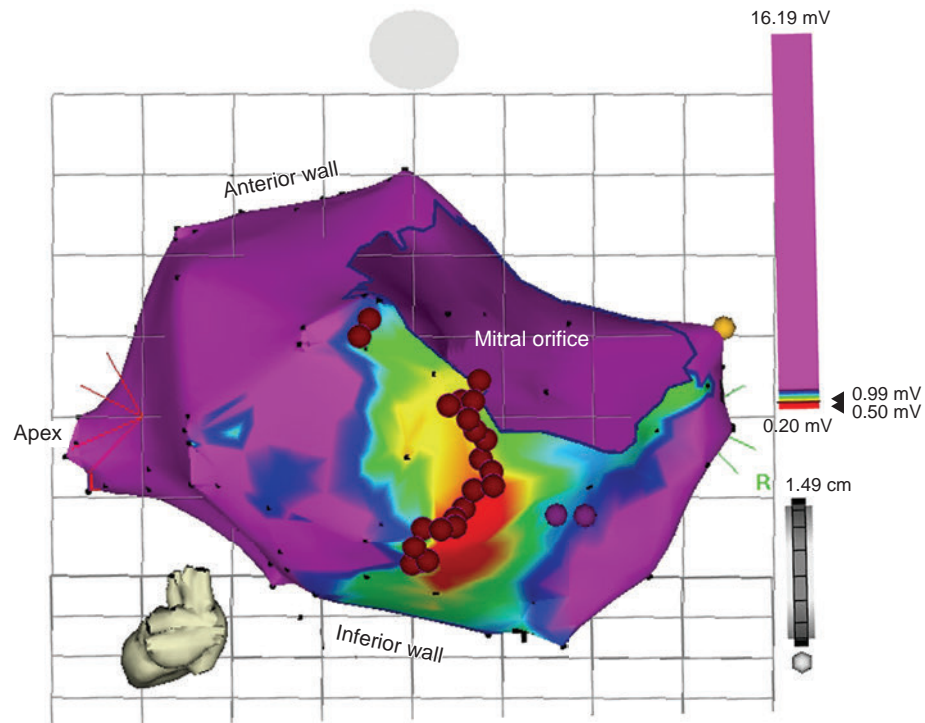 16.19 mV
Anterior wall
Mitral orifice
0.99 mV
0.50 mV
0.20 mV
Apex
R
1.49 cm
Inferior wall